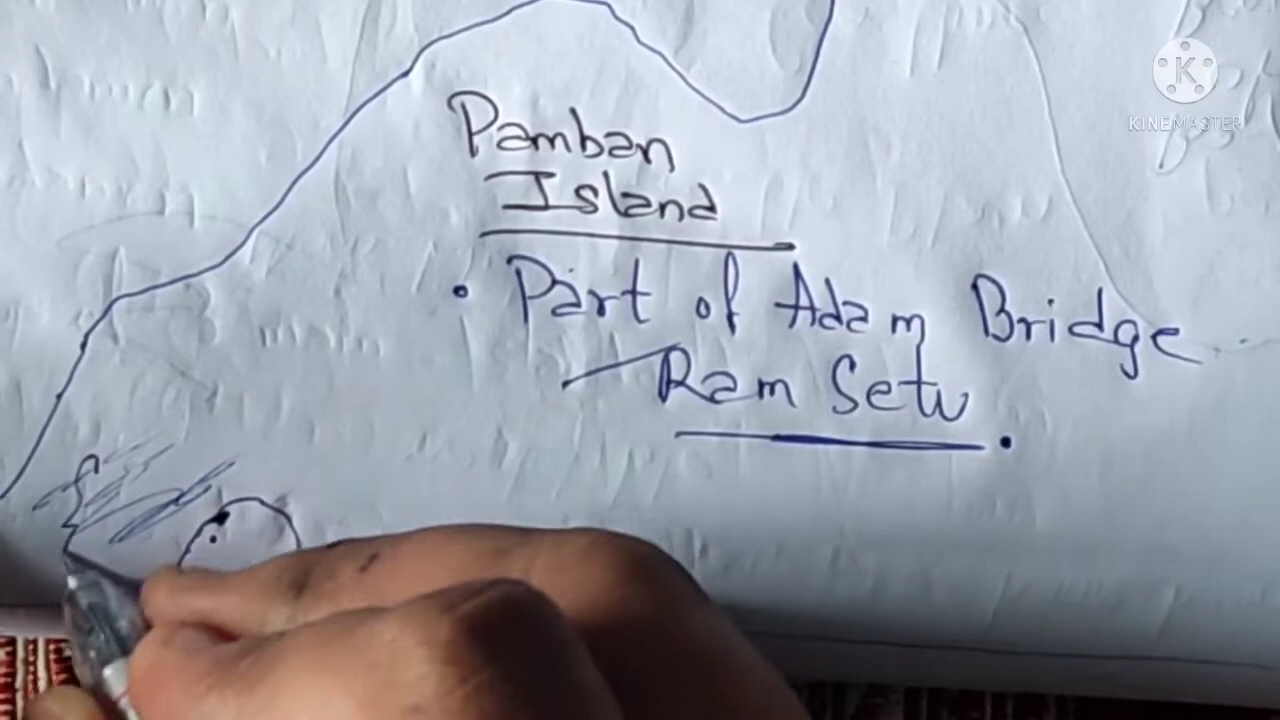 Pamban
Island
• Part of Adam Bridge
Ram Setu
KINEMASTER